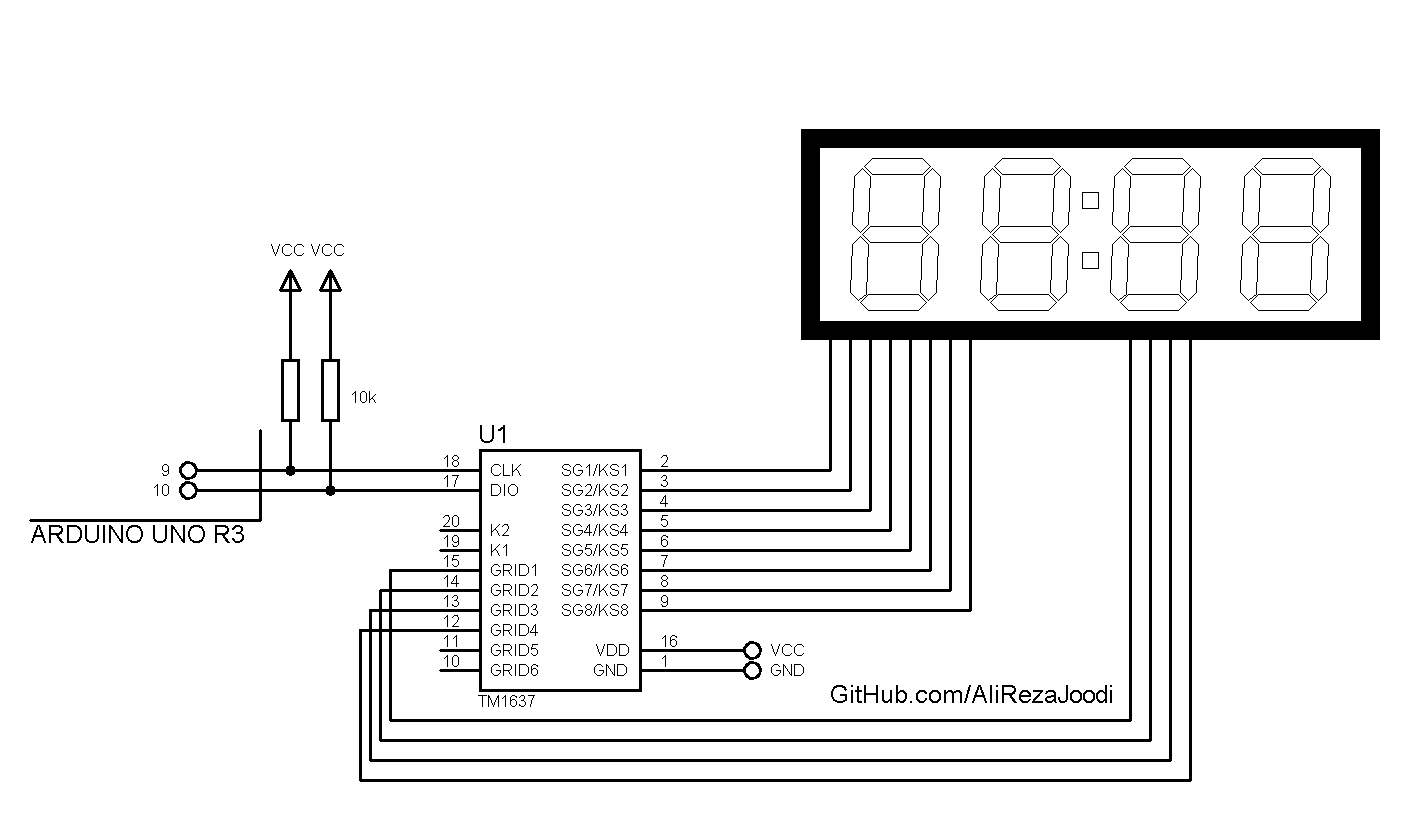 VCC VCC
10k
U1
9
10
ARDUINO UNO R3
18 CLK SG1/KS1 2
17 DIO SG2/KS2 3
SG3/KS3 4
20 K2 SG4/KS4 5
19 K1 SG5/KS5 6
15 GRID1 SG6/KS6 7
14 GRID2 SG7/KS7 8
13 GRID3 SG8/KS8 9
12 GRID4
11 GRID5 VDD 16 VCC
10 GRID6 GND 1 GND
TM1637
GitHub.com/AliRezaJoodi